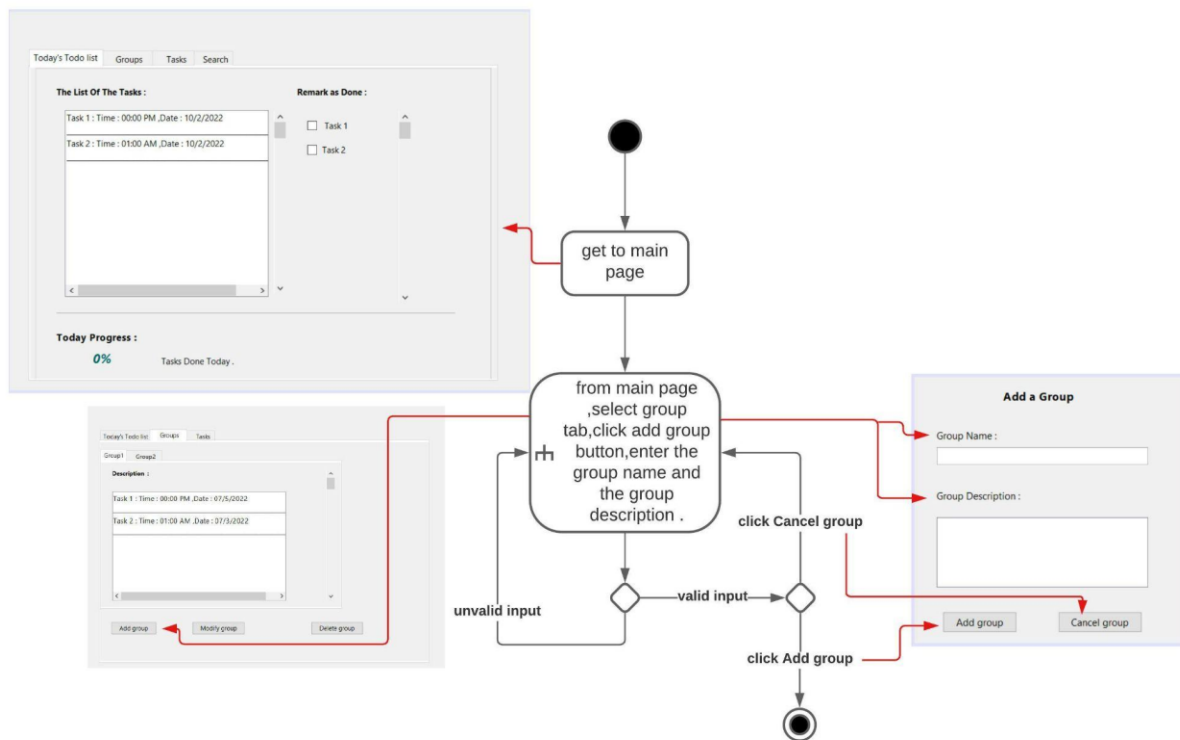 Today's Todo list Groups Tasks Search
The List Of The Tasks : Remark as Done :
Task 1 : Time : 00:00 PM ,Date : 10/2/2022
Task 1
Task 2 : Time : 01:00 AM ,Date : 10/2/2022
Task 2
Today Progress :
0% Tasks Done Today .
get to main
page
from main page
,select group
tab,click add group
button,enter the
group name and
the group
description .
Today's Todo list Groups Tasks
Group1 Group2
Description :
Task 1 : Time : 00:00 PM ,Date : 07/5/2022
Task 2 : Time : 01:00 AM ,Date : 07/3/2022
Add group Modify group Delete group
unvalid input
valid input
click Cancel group
click Add group
Add a Group
Group Name :
Group Description :
Add group Cancel group